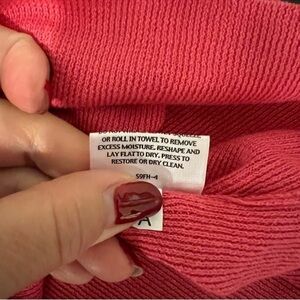 SQUEEZE
OR ROLL IN TOWEL TO REMOVE
EXCESS MOISTURE. RESHAPE AND
LAY FLAT TO DRY. PRESS TO
RESTORE OR DRY CLEAN.
S9FH-4
A